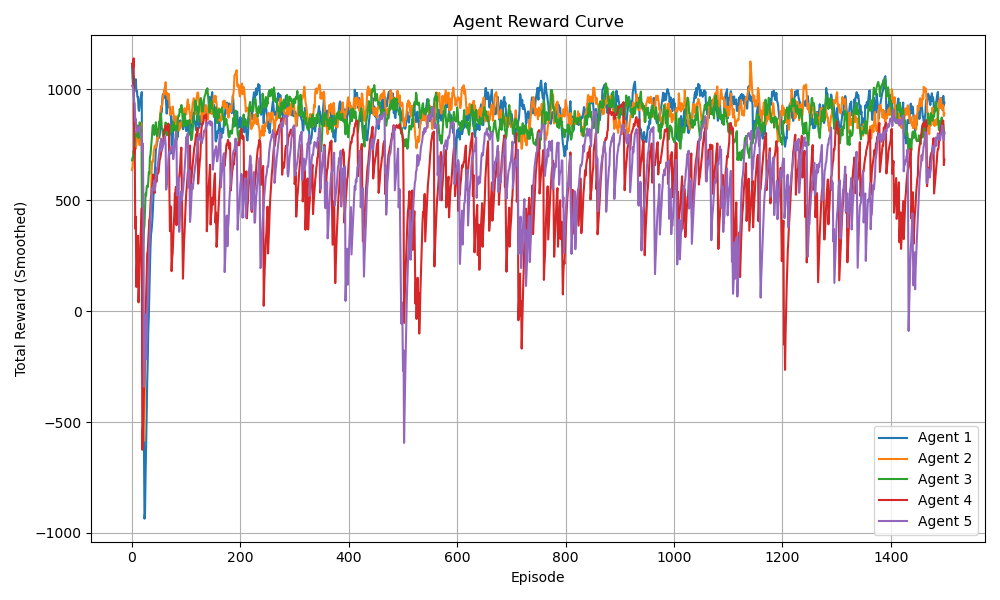 Agent Reward Curve
Total Reward (Smoothed)
1000
500
0
−500
−1000
0 200 400 600 800 1000 1200 1400
Episode
Agent 1
Agent 2
Agent 3
Agent 4
Agent 5